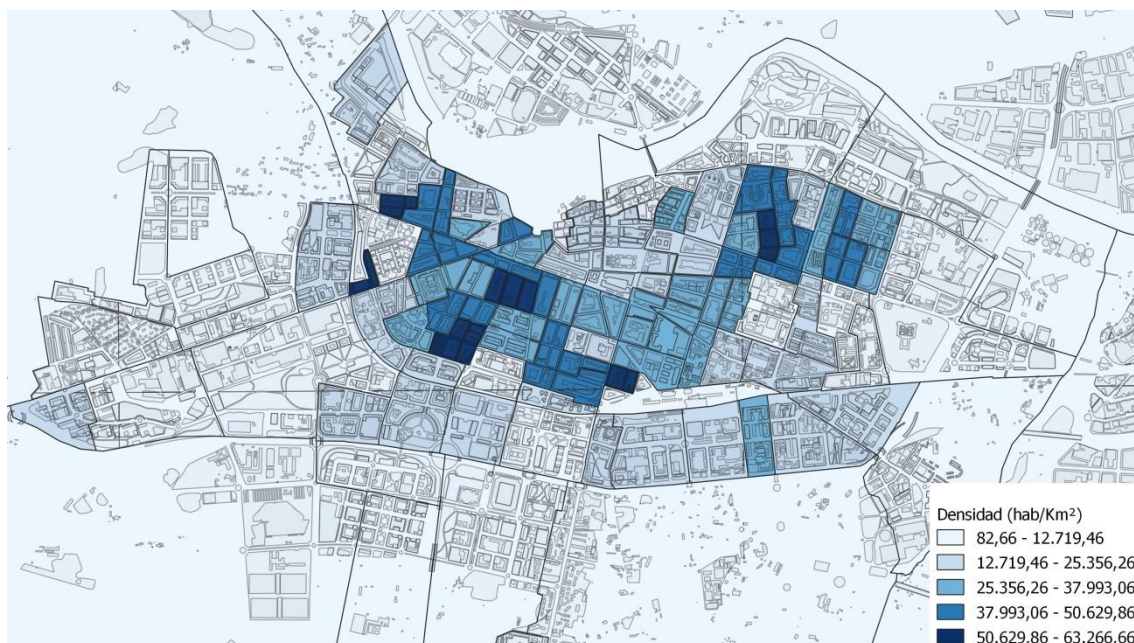 Densidad (hab/Km²)
82,66 - 12.719,46
12.719,46 - 25.356,26
25.356,26 - 37.993,06
37.993,06 - 50.629,86
50.629,86 - 63.266,66